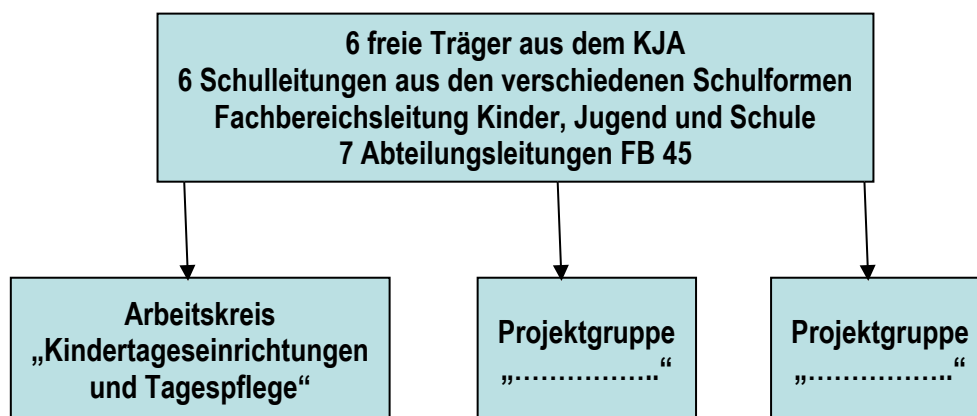 6 freie Träger aus dem KJA
6 Schulleitungen aus den verschiedenen Schulformen
Fachbereichsleitung Kinder, Jugend und Schule
7 Abteilungsleitungen FB 45
Arbeitskreis
„Kindertageseinrichtungen
und Tagespflege“
Projektgruppe
„……………..“
Projektgruppe
„……………..“